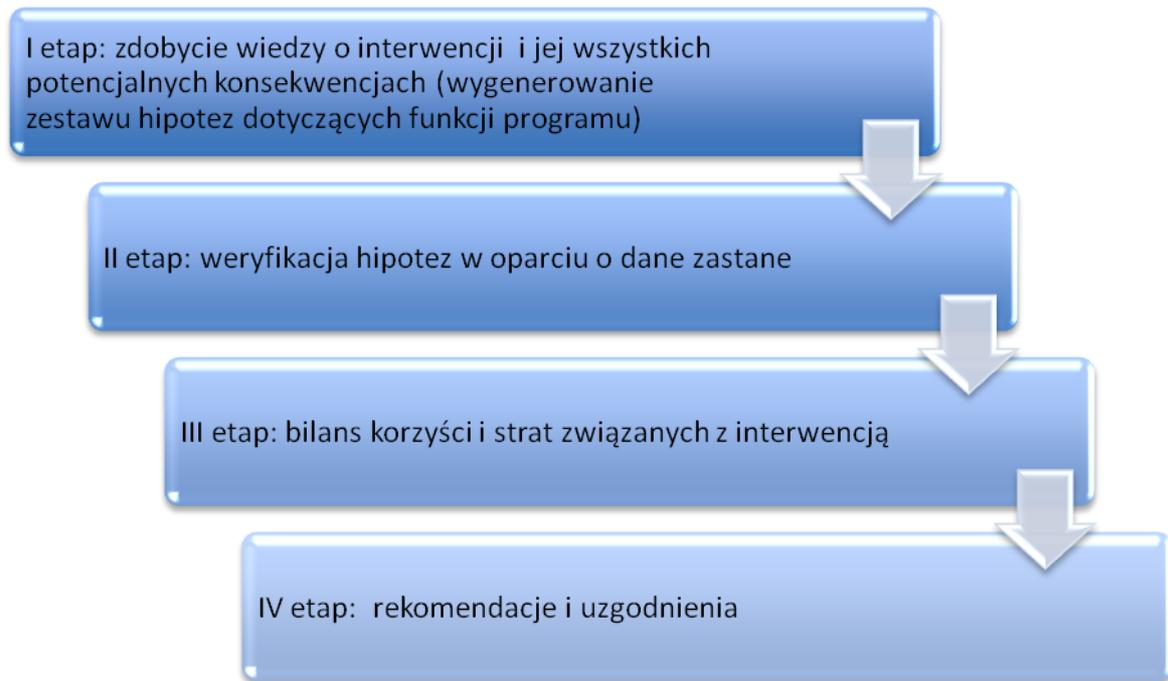 I etap: zdobycie wiedzy o interwencji i jej wszystkich
potencjalnych konsekwencjach (wygenerowanie
zestawu hipotez dotyczących funkcji programu)
II etap: weryfikacja hipotez w oparciu o dane zastane
III etap: bilans korzyści i strat związanych z interwencją
IV etap: rekomendacje i uzgodnienia